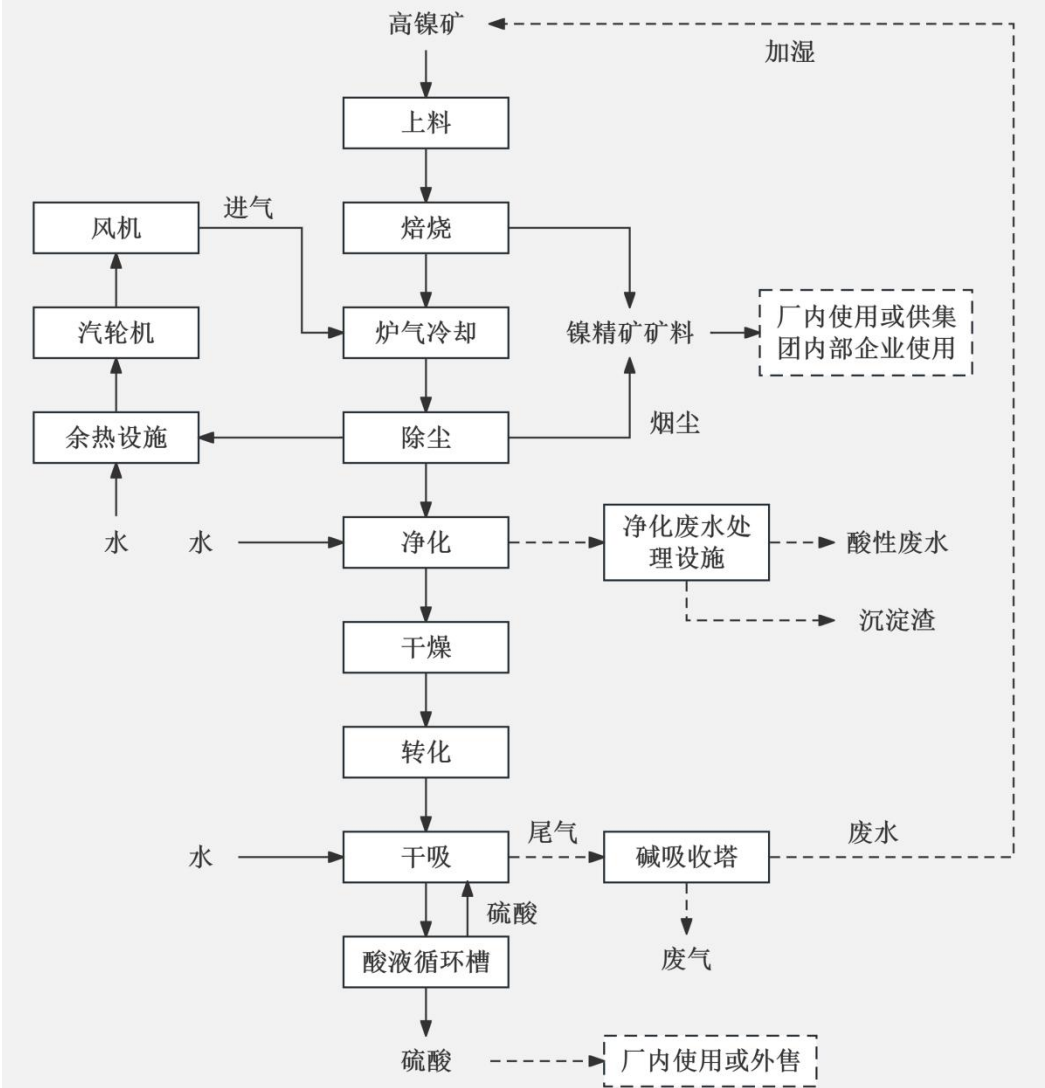 高镍矿
加湿
上料
风机
进气
焙烧
汽轮机
炉气冷却
镍精矿矿料
厂内使用或供集
团内部企业使用
余热设施
除尘
烟尘
水
水
净化
净化废水处
理设施
酸性废水
沉淀渣
干燥
转化
水
干吸
尾气
碱吸收塔
废水
硫酸
酸液循环槽
废气
硫酸
厂内使用或外售